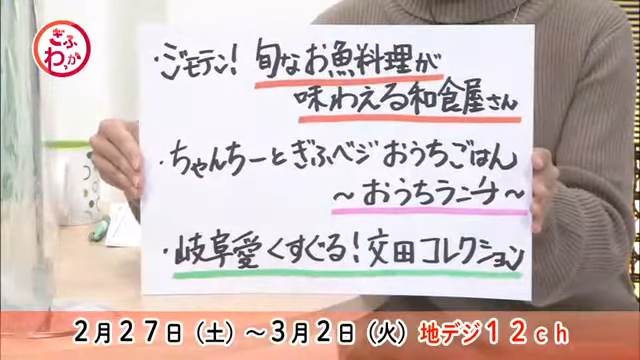 ぎふ
わっか
・ジモテン！旬なお魚料理が
味わえる和食屋さん
・ちゃんちーとぎふベジおうちごはん
～おうちランチ～
・岐阜愛くすぐる！交田コレクション
2月27日（土）～3月2日（火）地デジ12ch